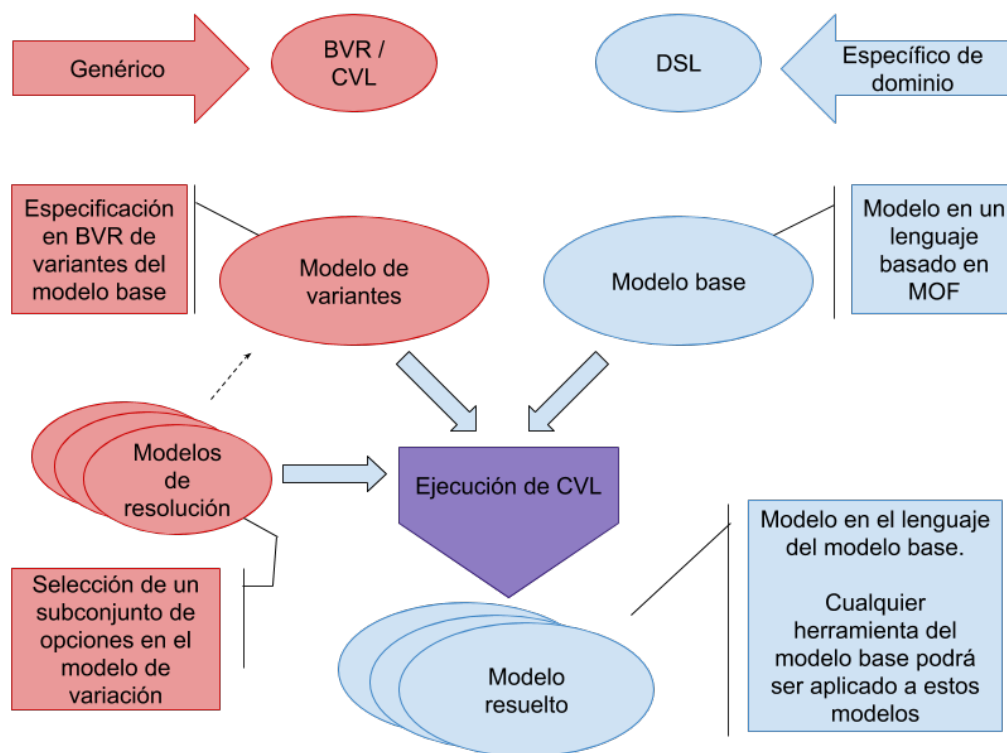 Genérico
BVR /
CVL
DSL
Específico de
dominio
Especificación
en BVR de
variantes del
modelo base
Modelo de
variantes
Modelo base
Modelo en un
lenguaje
basado en
MOF
Modelos
de
resolución
Ejecución de CVL
Selección de un
subconjunto de
opciones en el
modelo de
variación
Modelo en el lenguaje
del modelo base.
Cualquier
herramienta del
modelo base podrá
ser aplicado a estos
modelos
Modelo
resuelto